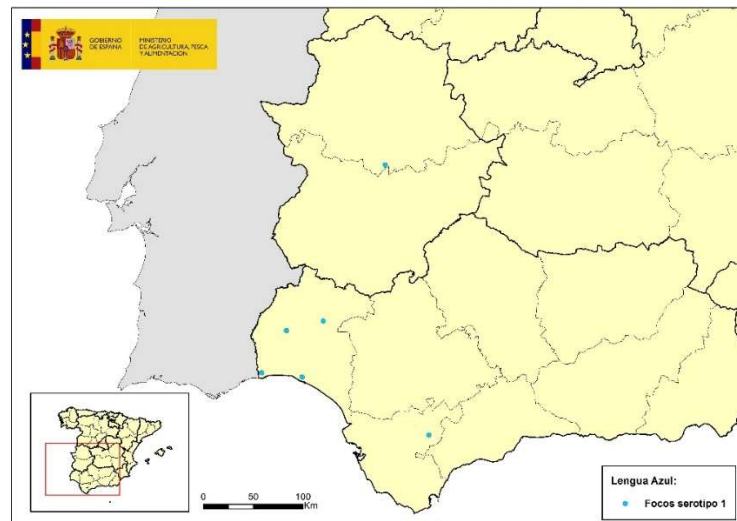 GOBIERNO
DE ESPAÑA
MINISTERIO
DE AGRICULTURA, PESCA
Y ALIMENTACIÓN
0 50 100
Km
Lengua Azul:
Focos serotipo 1